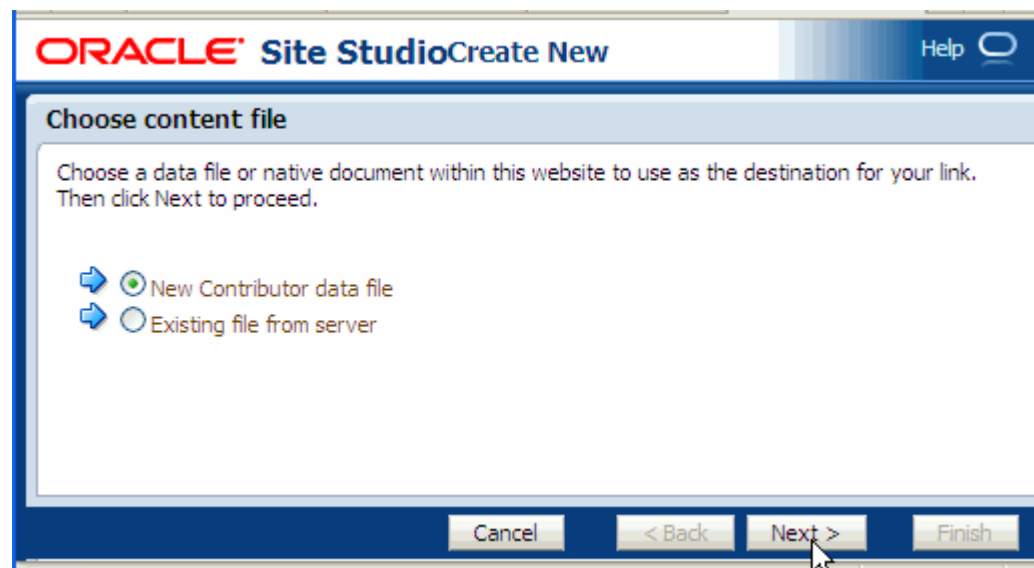 ORACLE Site StudioCreate New Help
Choose content file
Choose a data file or native document within this website to use as the destination for your link.
Then click Next to proceed.
New Contributor data file
Existing file from server
Cancel < Back Next > Finish